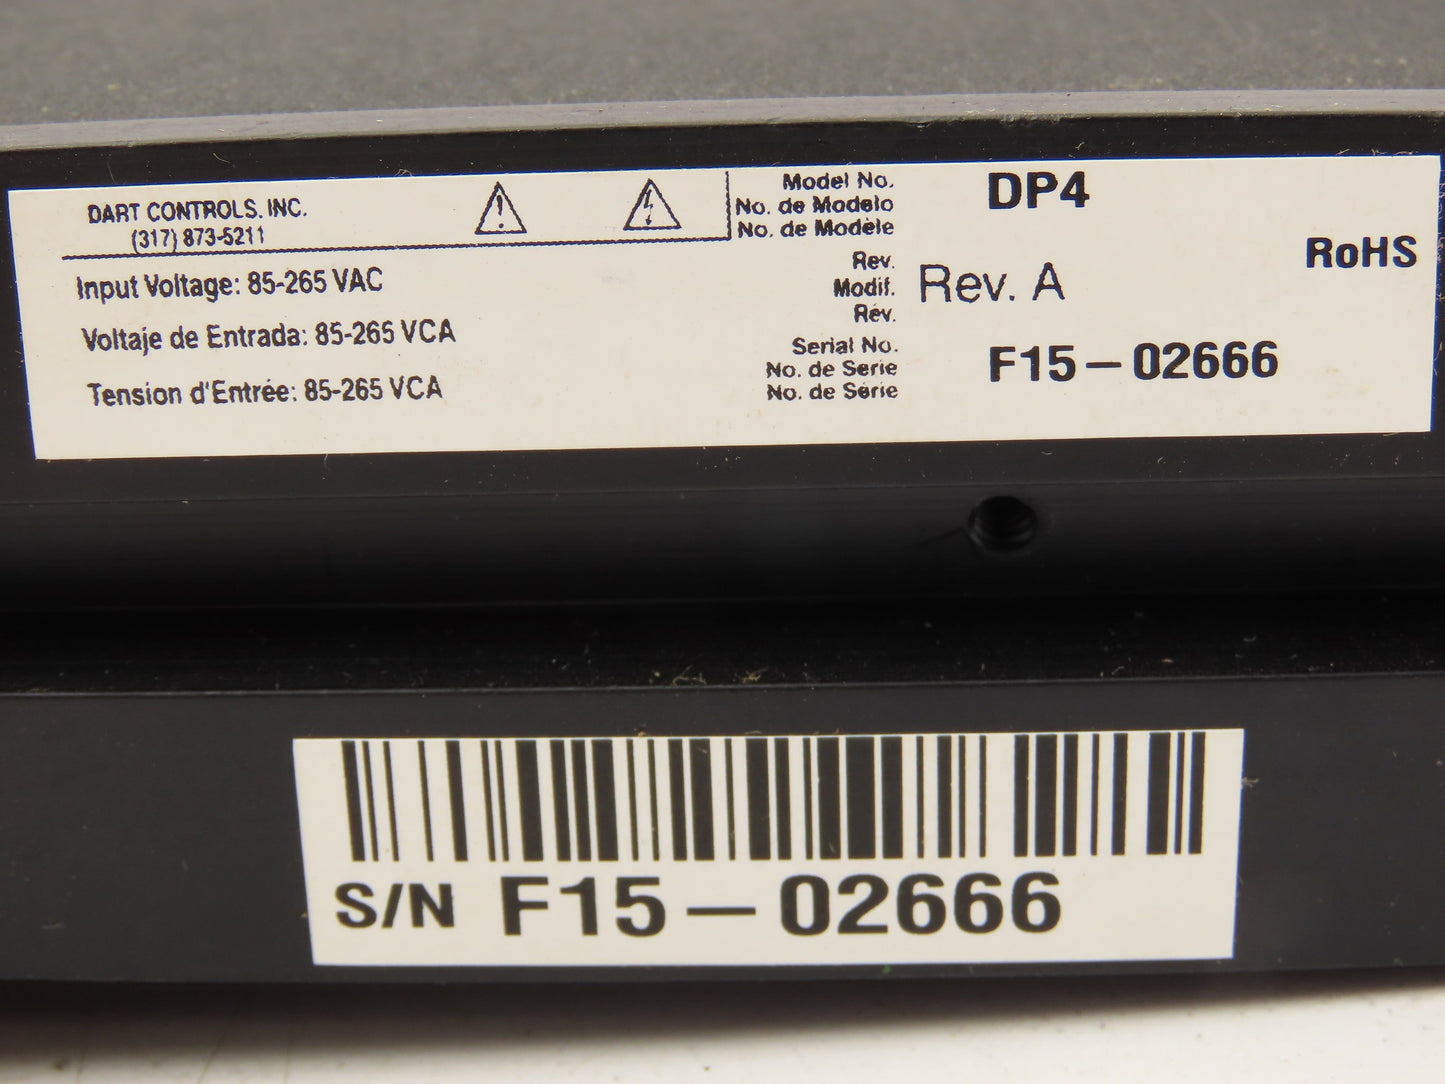 DART CONTROLS, INC.
(317) 873-5211
Input Voltage: 85-265 VAC
Voltaje de Entrada: 85-265 VCA
Tension d'Entrée: 85-265 VCA
Model No.
No. de Modelo
No. de Modèle
DP4
Rev.
Modif.
Rév.
Rev. A
RoHS
Serial No.
No. de Serie
No. de Série
F15-02666
S/N F15-02666